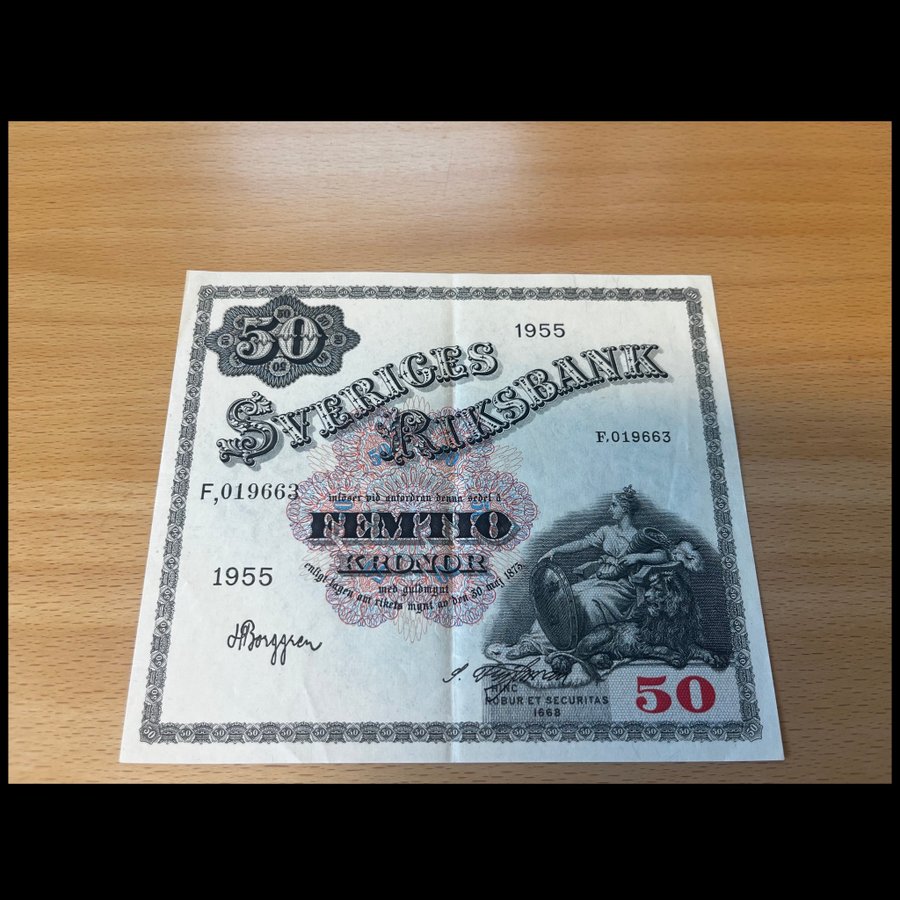 50
1955
SVERIGES
RIKSBANK
F,019663
F,019663
inlöser vid anfordran denna sedel å
FEMTIO
KRONOR
med guldmynt
enligt lagen om rikets mynt av den 30 maj 1873
1955
H Borggren
HINC
ROBUR ET SECURITAS
1668
50